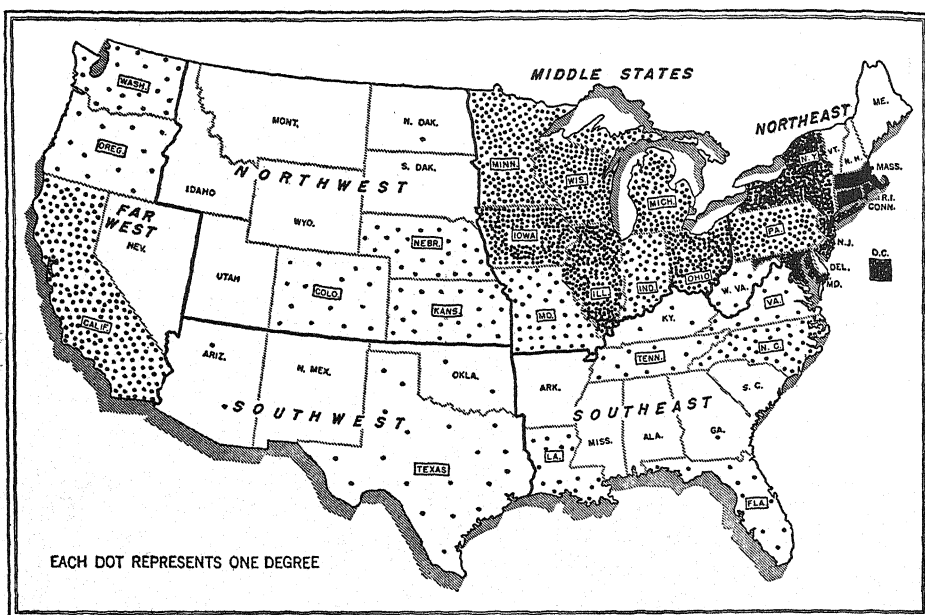 MIDDLE STATES
NORTHEAST
NORTHWEST
FAR WEST
SOUTHWEST
SOUTHEAST
WASH.
OREG.
CALIF.
NEV.
IDAHO
MONT.
WYO.
UTAH
COLO.
ARIZ.
N. MEX.
N. DAK.
S. DAK.
NEBR.
KANS.
OKLA.
TEXAS
MINN.
IOWA
MO.
ARK.
LA.
WIS.
ILL.
MICH.
IND.
OHIO
KY.
TENN.
MISS.
ALA.
GA.
FLA.
S. C.
N. C.
VA.
W. VA.
PA.
N. Y.
VT.
N. H.
ME.
MASS.
R.I.
CONN.
N.J.
DEL.
MD.
D.C.
EACH DOT REPRESENTS ONE DEGREE